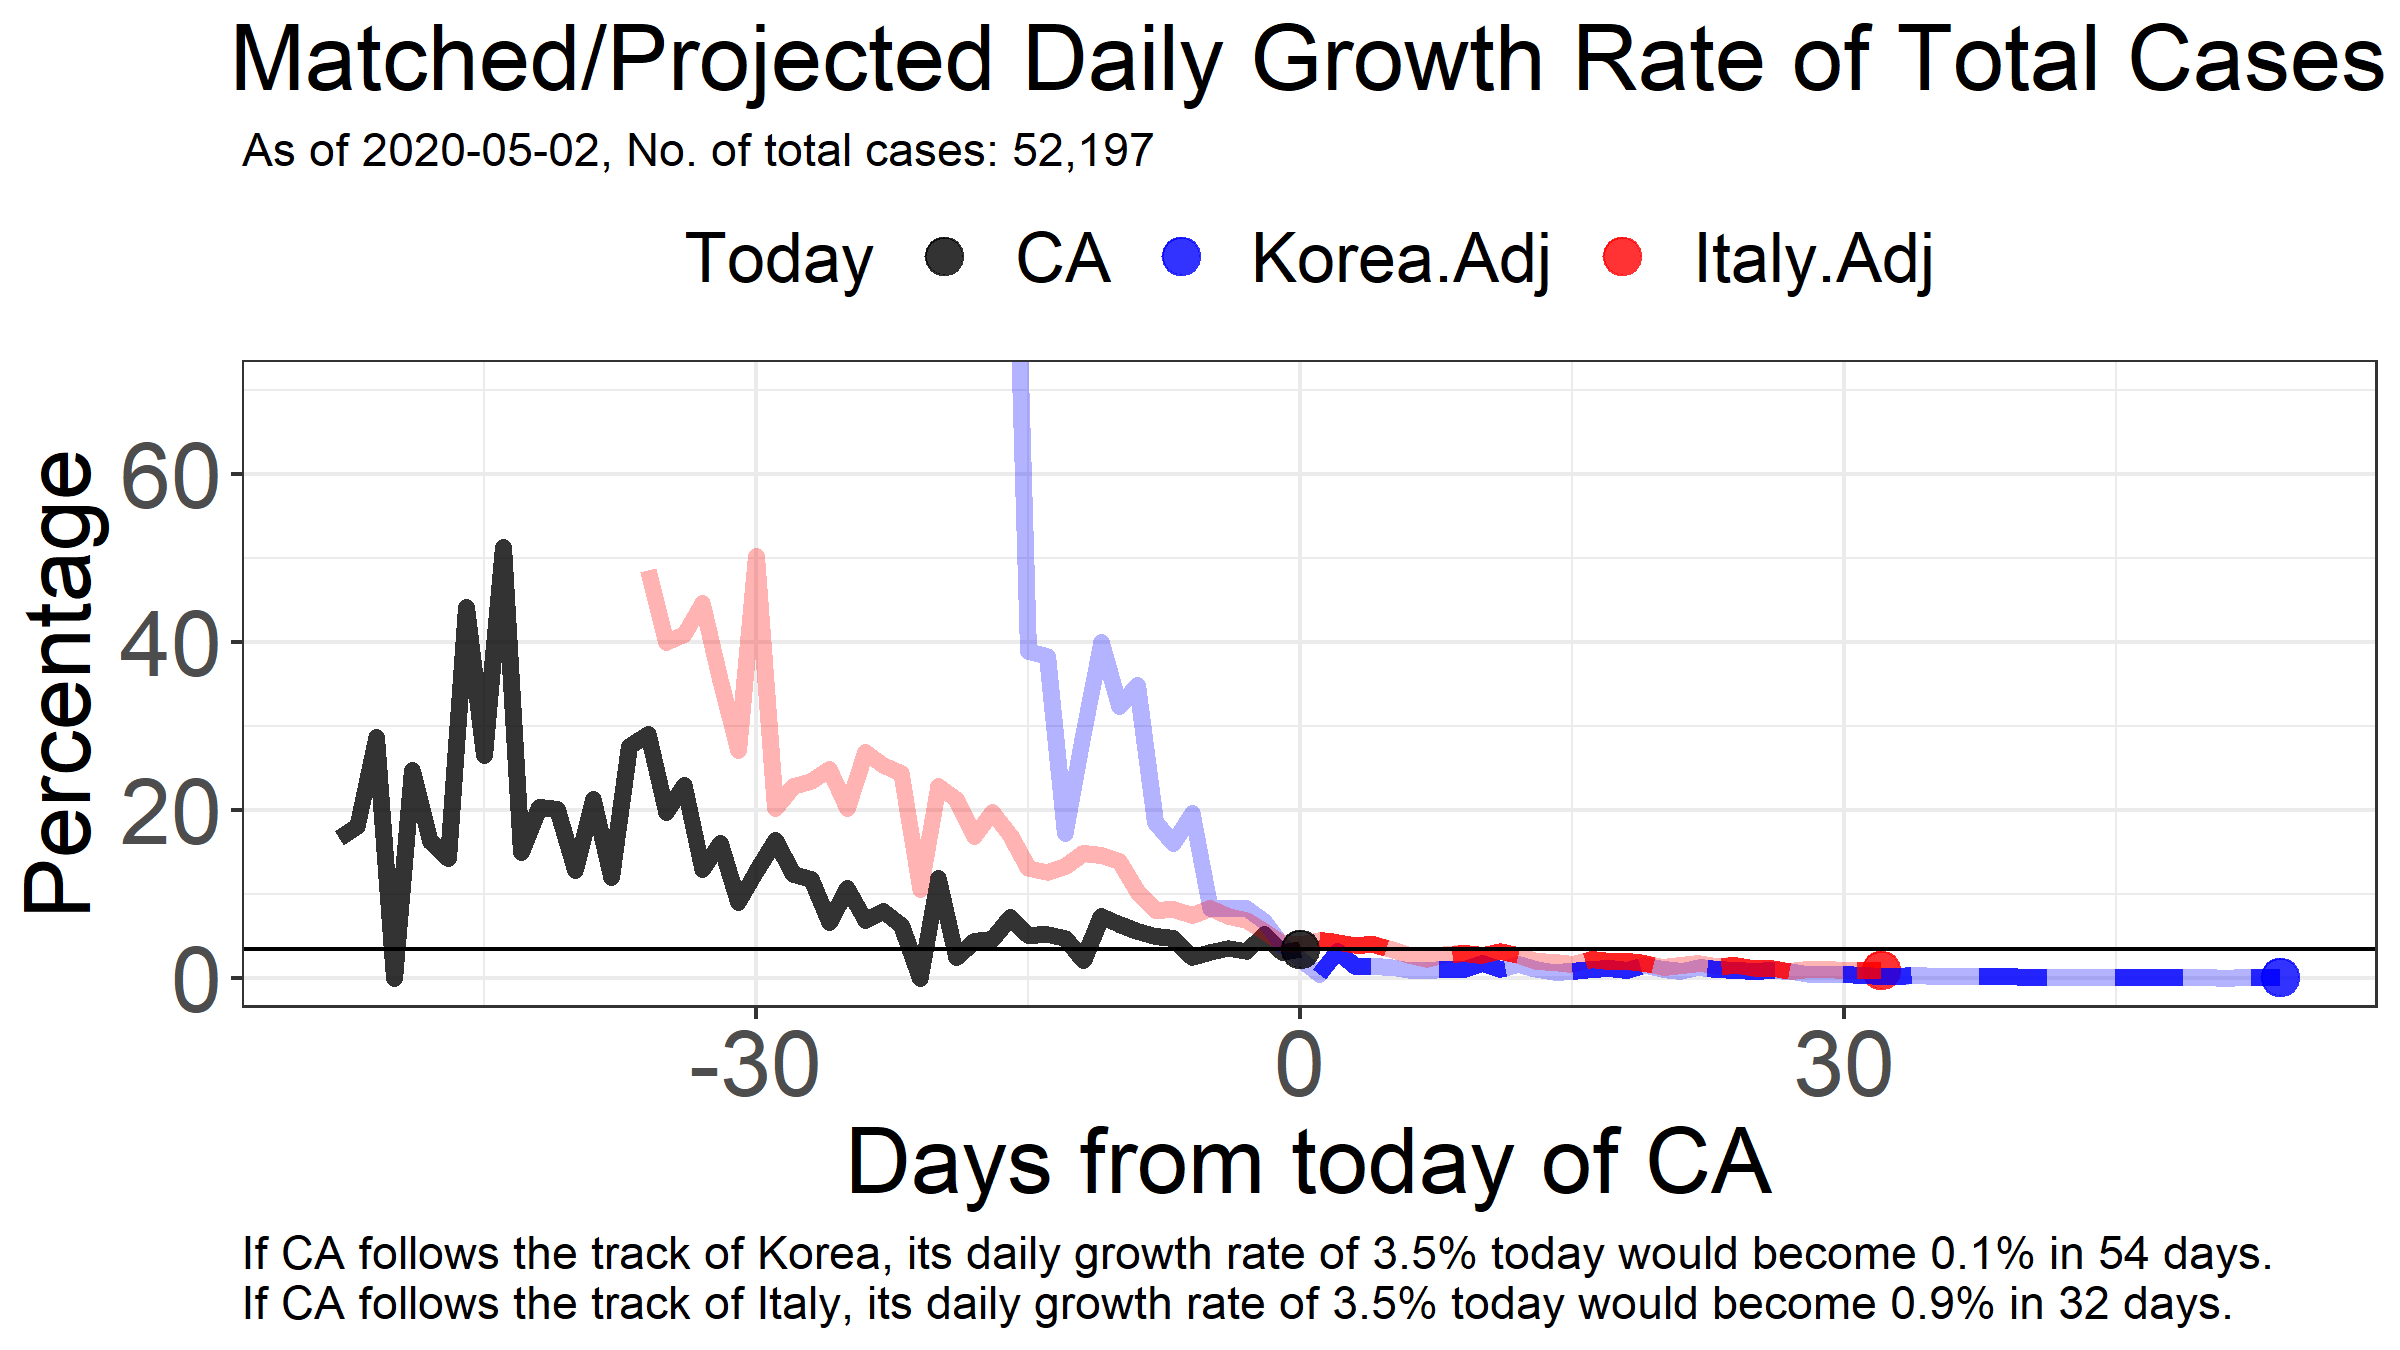 Matched/Projected Daily Growth Rate of Total Cases
As of 2020-05-02, No. of total cases: 52,197
Today CA Korea.Adj Italy.Adj
Percentage
60
40
20
0
-30 0 30
Days from today of CA
If CA follows the track of Korea, its daily growth rate of 3.5% today would become 0.1% in 54 days.
If CA follows the track of Italy, its daily growth rate of 3.5% today would become 0.9% in 32 days.